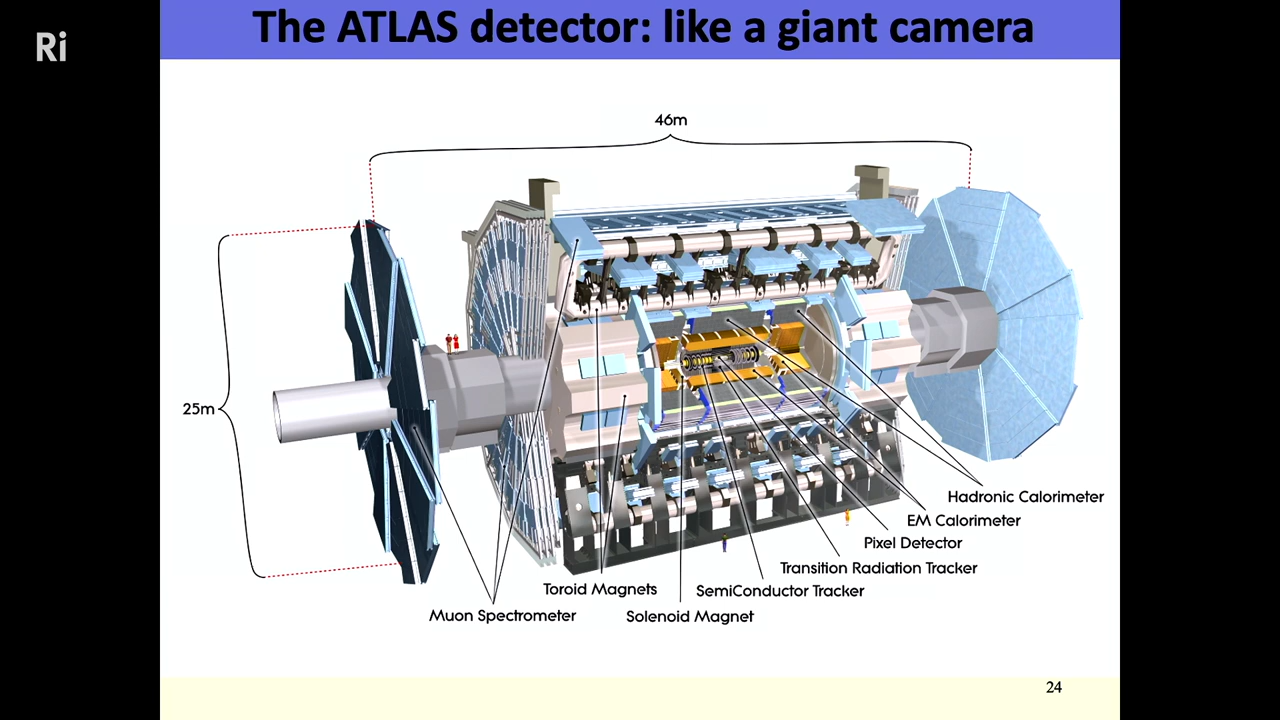 The ATLAS detector: like a giant camera
Ri
46m
25m
Hadronic Calorimeter
EM Calorimeter
Pixel Detector
Transition Radiation Tracker
Toroid Magnets
SemiConductor Tracker
Muon Spectrometer
Solenoid Magnet
24